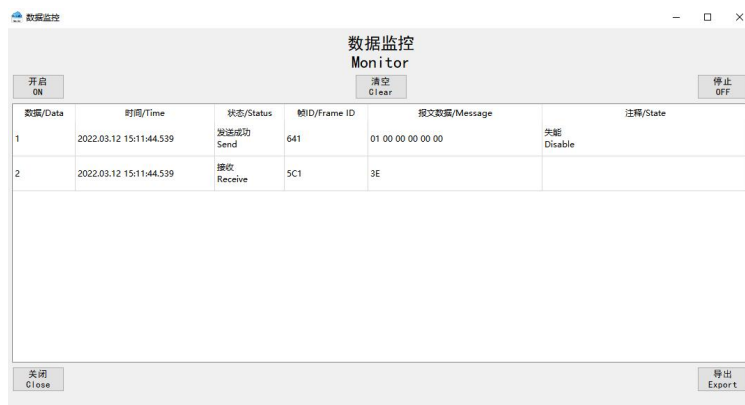 数据监控
数据监控
Monitor
开启
ON
清空
Clear
停止
OFF
数据/Data 时间/Time 状态/Status 帧ID/Frame ID 报文数据/Message 注释/State
1 2022.03.12 15:11:44.539 发送成功 Send 641 01 00 00 00 00 00 失能 Disable
2 2022.03.12 15:11:44.539 接收 Receive 5C1 3E
关闭
Close
导出
Export